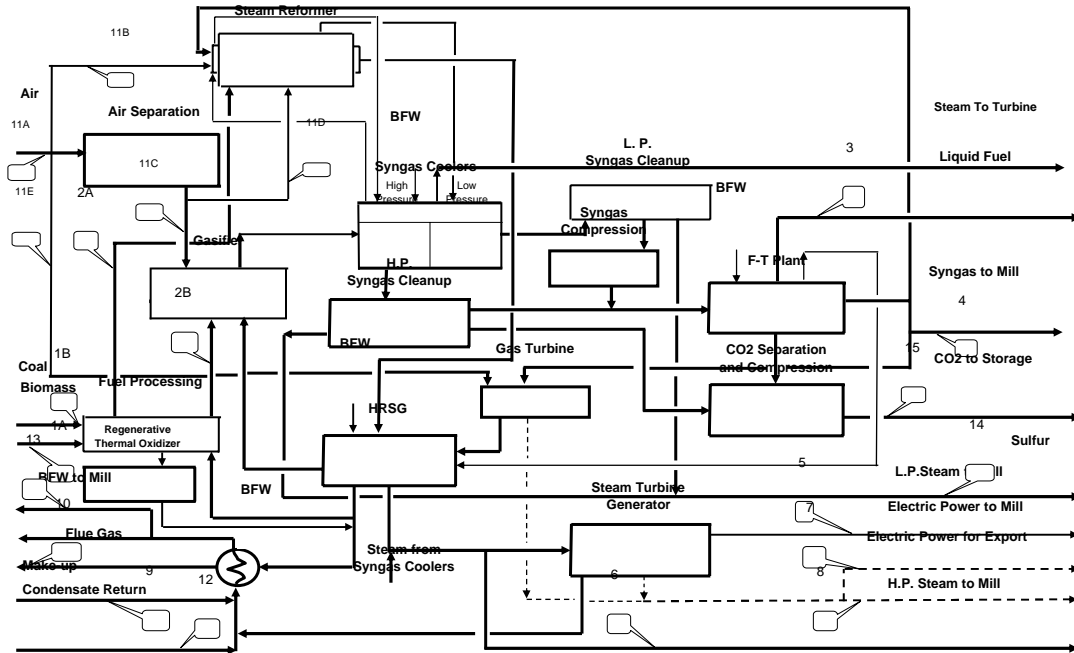 Steam Reformer
11B
Air
Air Separation
11A
11D
BFW
Steam To Turbine
L. P.
Syngas Cleanup
3
Liquid Fuel
11C
Syngas Coolers
11E
2A
High
Pressure
Low
Pressure
BFW
Syngas
Compression
Gasifie
H.P.
Syngas Cleanup
F-T Plant
Syngas to Mill
2B
4
BFW
Gas Turbine
15
1B
CO2 Separation
and Compression
CO2 to Storage
Coal
Biomass
Fuel Processing
HRSG
1A
Regenerative
Thermal Oxidizer
13
14
Sulfur
BFW to Mill
BFW
5
L.P.Steam
ll
Steam Turbine
Generator
10
7
Electric Power to Mill
Flue Gas
Electric Power for Export
Make up
9
12
Steam from
Syngas Coolers
6
8
H.P. Steam to Mill
Condensate Return